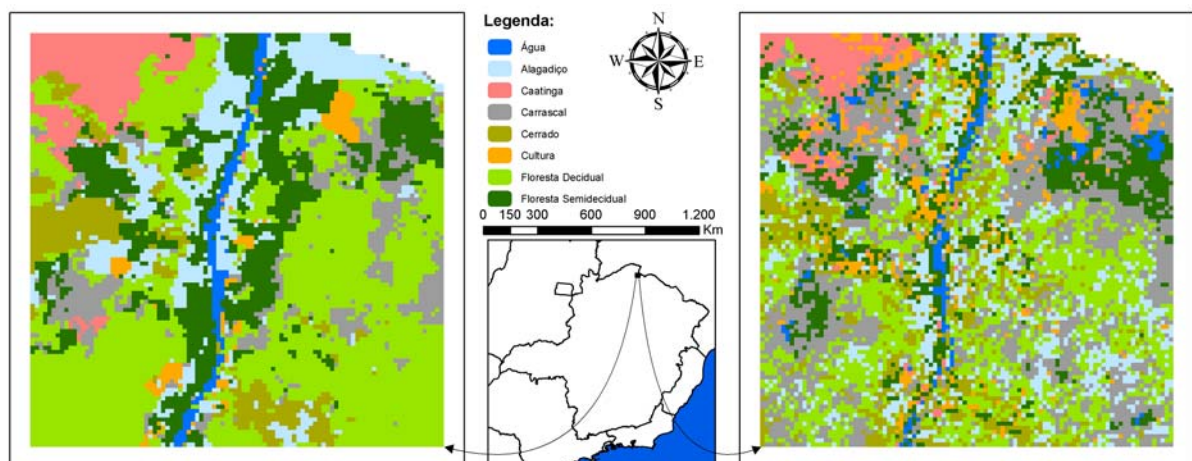 Legenda:
Água
Alagadiço
Caatinga
Carrascal
Cerrado
Cultura
Floresta Decidual
Floresta Semidecidual
N
W E
S
0 150 300 600 900 1.200
Km